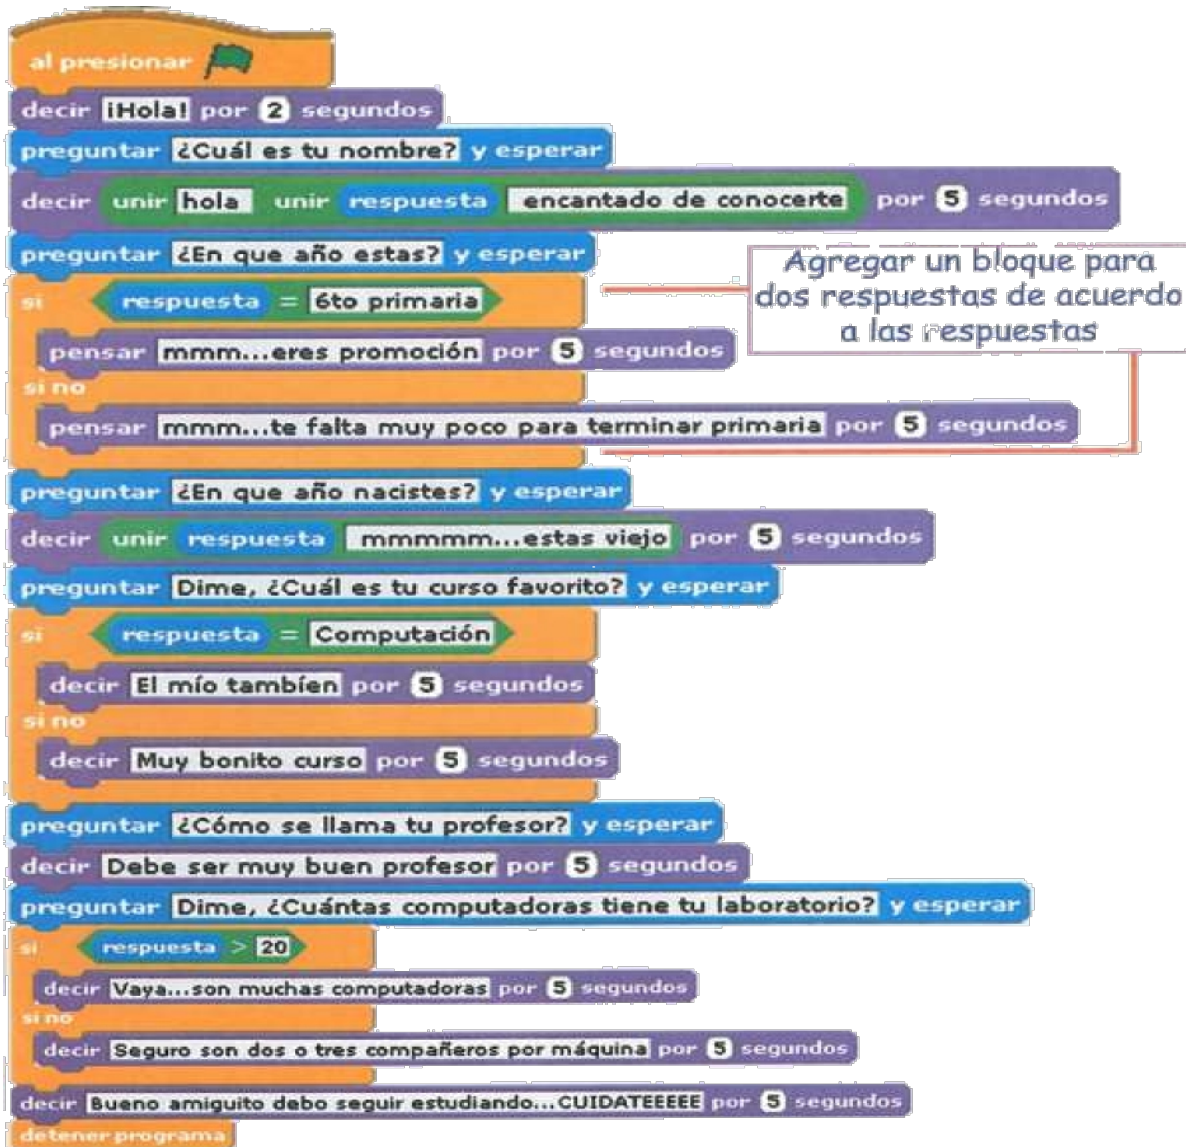 al presionar
decir ¡Hola! por 2 segundos
preguntar ¿Cuál es tu nombre? y esperar
decir unir hola unir respuesta encantado de conocerte por 5 segundos
preguntar ¿En que año estas? y esperar
si respuesta = 6to primaria
Agregar un bloque para
dos respuestas de acuerdo
a las respuestas
pensar mmm...eres promoción por 5 segundos
si no
pensar mmm...te falta muy poco para terminar primaria por 5 segundos
preguntar ¿En que año nacistes? y esperar
decir unir respuesta mmmmm...estas viejo por 5 segundos
preguntar Dime, ¿Cuál es tu curso favorito? y esperar
si respuesta = Computación
decir El mío tambíen por 5 segundos
si no
decir Muy bonito curso por 5 segundos
preguntar ¿Cómo se llama tu profesor? y esperar
decir Debe ser muy buen profesor por 5 segundos
preguntar Dime, ¿Cuántas computadoras tiene tu laboratorio? y esperar
si respuesta > 20
decir Vaya...son muchas computadoras por 5 segundos
si no
decir Seguro son dos o tres compañeros por máquina por 5 segundos
decir Bueno amiguito debo seguir estudiando...CUIDATEEEEE por 5 segundos
detener programa